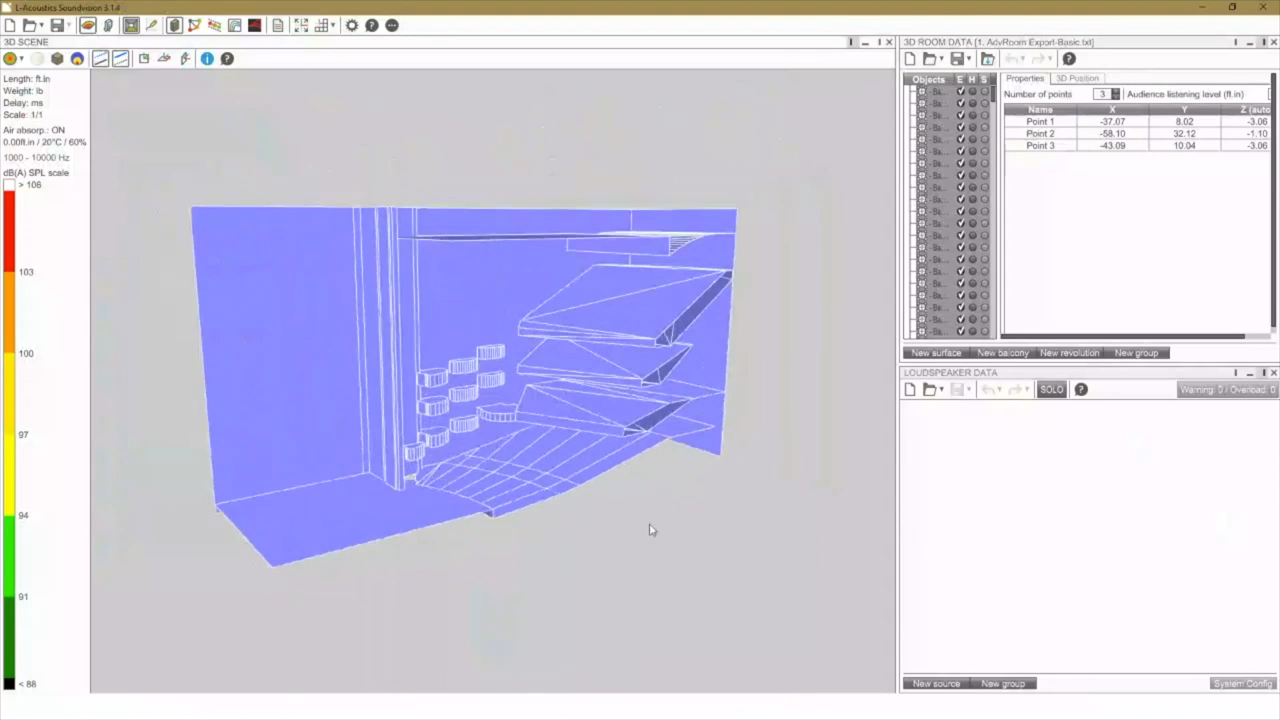 L-Acoustics Soundvision 3.1.4
3D SCENE
Length: ft.in
Weight: lb
Delay: ms
Scale: 1/1
Air absorp.: ON
0.00ft.in / 20°C / 60%
1000 - 10000 Hz
dB(A) SPL scale
> 106
103
100
97
94
91
< 88
3D ROOM DATA [1. AdvRoom Export-Basic.txt]
Objects E H S
Properties 3D Position
Number of points 3 Audience listening level (ft.in)
Name X Y Z (auto
Point 1 -37.07 8.02 -3.06
Point 2 -58.10 32.12 -1.10
Point 3 -43.09 10.04 -3.06
New surface New balcony New revolution New group
LOUDSPEAKER DATA
SOLO Warning: 0 / Overload: 0
New source New group System Config